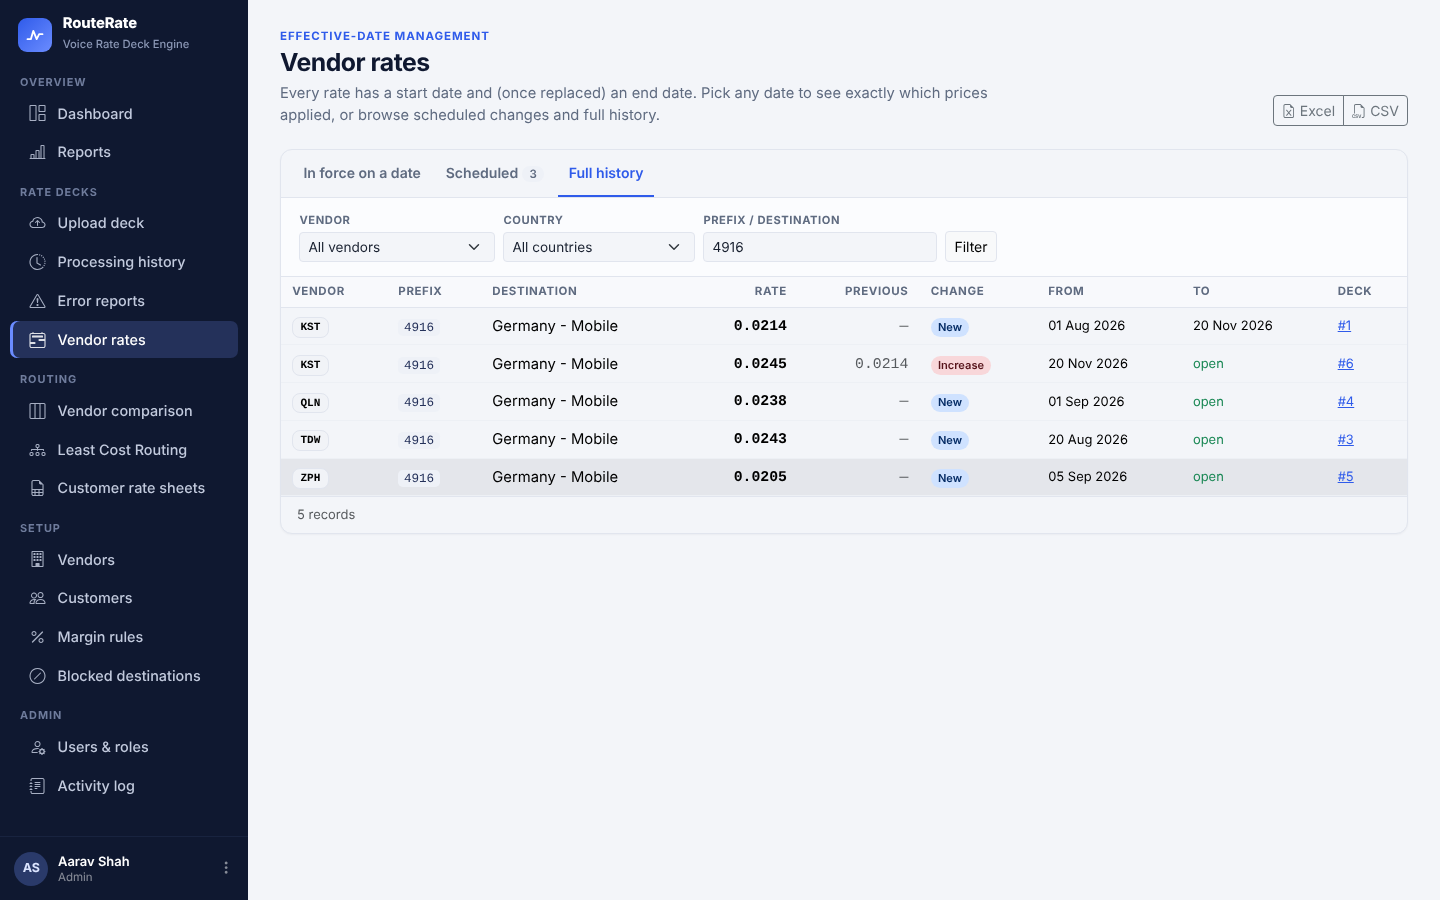 RouteRate
Voice Rate Deck Engine
OVERVIEW
Dashboard
Reports
RATE DECKS
Upload deck
Processing history
Error reports
Vendor rates
ROUTING
Vendor comparison
Least Cost Routing
Customer rate sheets
SETUP
Vendors
Customers
Margin rules
Blocked destinations
ADMIN
Users & roles
Activity log
AS
Aarav Shah
Admin
EFFECTIVE-DATE MANAGEMENT
Vendor rates
Every rate has a start date and (once replaced) an end date. Pick any date to see exactly which prices
applied, or browse scheduled changes and full history.
Excel CSV
In force on a date Scheduled 3 Full history
VENDOR COUNTRY PREFIX / DESTINATION
All vendors All countries 4916 Filter
VENDOR PREFIX DESTINATION RATE PREVIOUS CHANGE FROM TO DECK
KST 4916 Germany - Mobile 0.0214 — New 01 Aug 2026 20 Nov 2026 #1
KST 4916 Germany - Mobile 0.0245 0.0214 Increase 20 Nov 2026 open #6
QLN 4916 Germany - Mobile 0.0238 — New 01 Sep 2026 open #4
TDW 4916 Germany - Mobile 0.0243 — New 20 Aug 2026 open #3
ZPH 4916 Germany - Mobile 0.0205 — New 05 Sep 2026 open #5
5 records